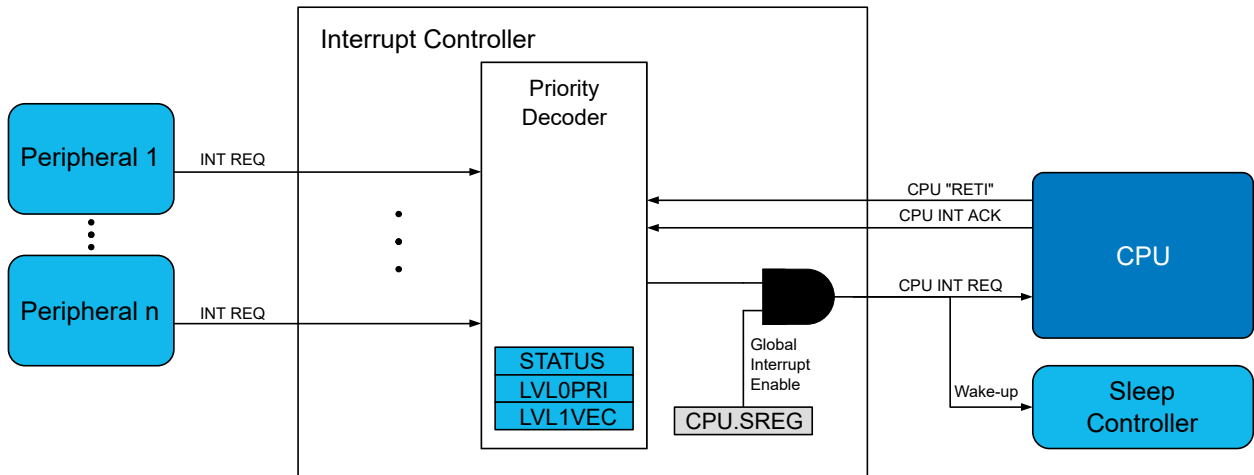 Interrupt Controller
Priority
Decoder
Peripheral 1
INT REQ
Peripheral n
INT REQ
STATUS
LVL0PRI
LVL1VEC
CPU "RETI"
CPU INT ACK
CPU INT REQ
Global
Interrupt
Enable
CPU.SREG
CPU
Wake-up
Sleep
Controller